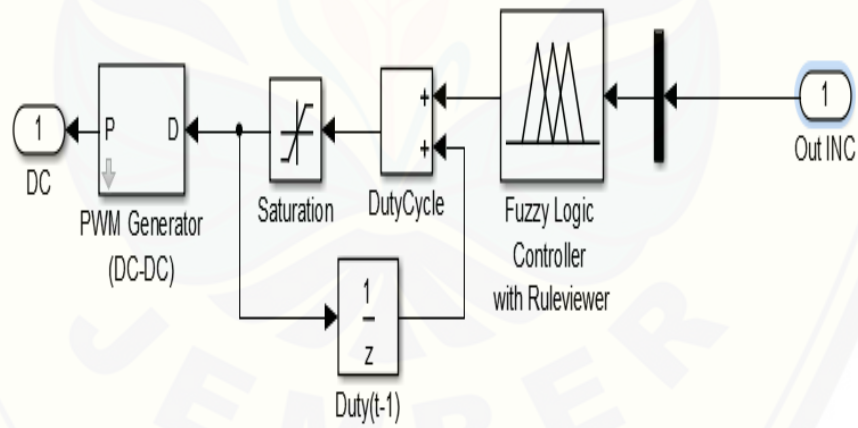 1
DC
P
D
PWM Generator
(DC-DC)
Saturation
+
+
DutyCycle
Fuzzy Logic
Controller
with Ruleviewer
1
Out INC
1
z
Duty(t-1)
JEMBER